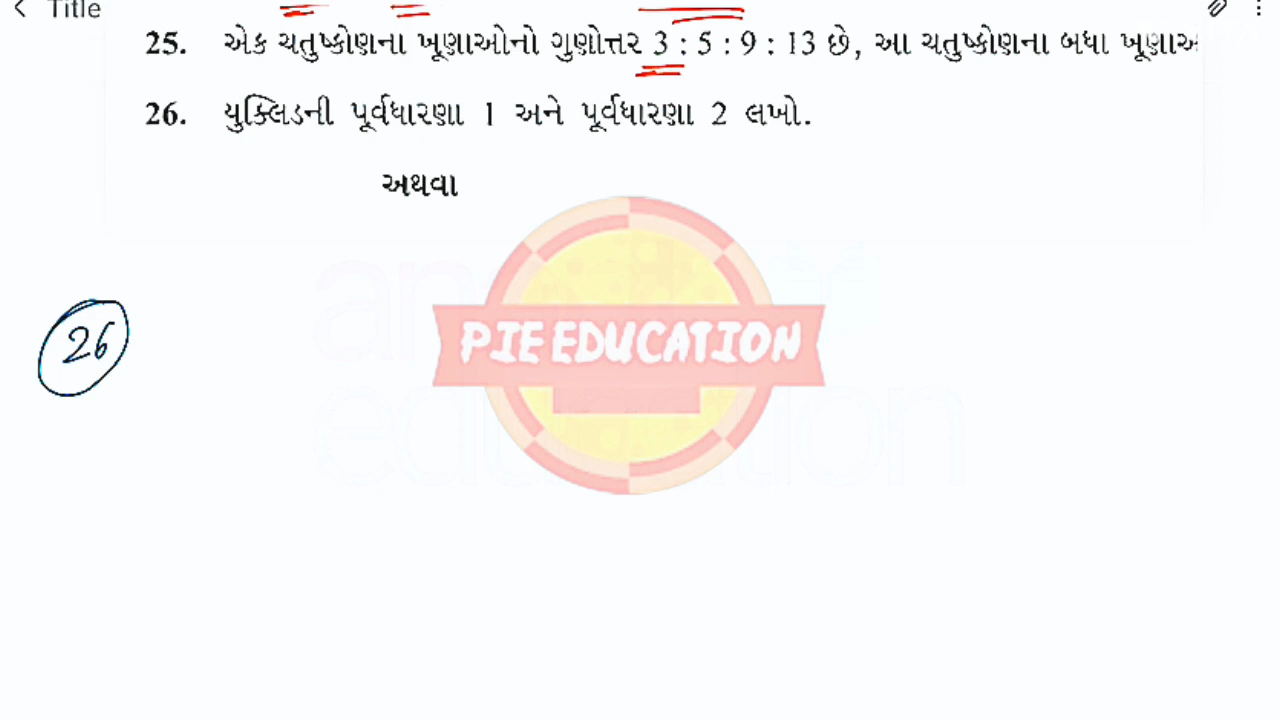 < Title
25. એક ચતુષ્કોણના ખૂણાઓનો ગુણોત્તર 3 : 5 : 9 : 13 છે, આ ચતુષ્કોણના બધા
26. યુક્લિડની પૂર્વધારણા 1 અને પૂર્વધારણા 2 લખો.
અથવા
26
PIE EDUCATION